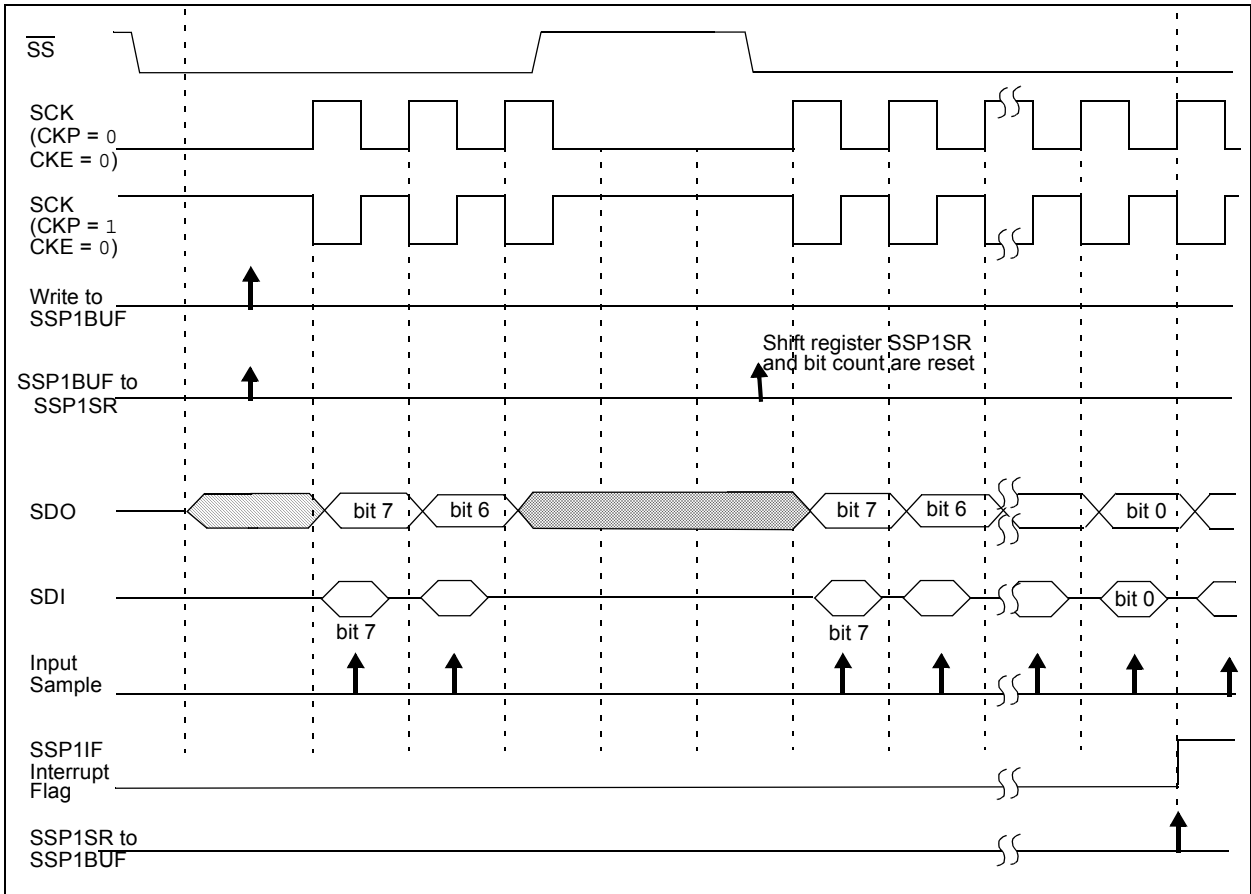 SS
SCK
(CKP = 0
CKE = 0)
SCK
(CKP = 1
CKE = 0)
Write to
SSP1BUF
Shift register SSP1SR
and bit count are reset
SSP1BUF to
SSP1SR
SDO
bit 7
bit 6
bit 7
bit 6
bit 0
SDI
bit 0
bit 7
bit 7
Input
Sample
SSP1IF
Interrupt
Flag
SSP1SR to
SSP1BUF